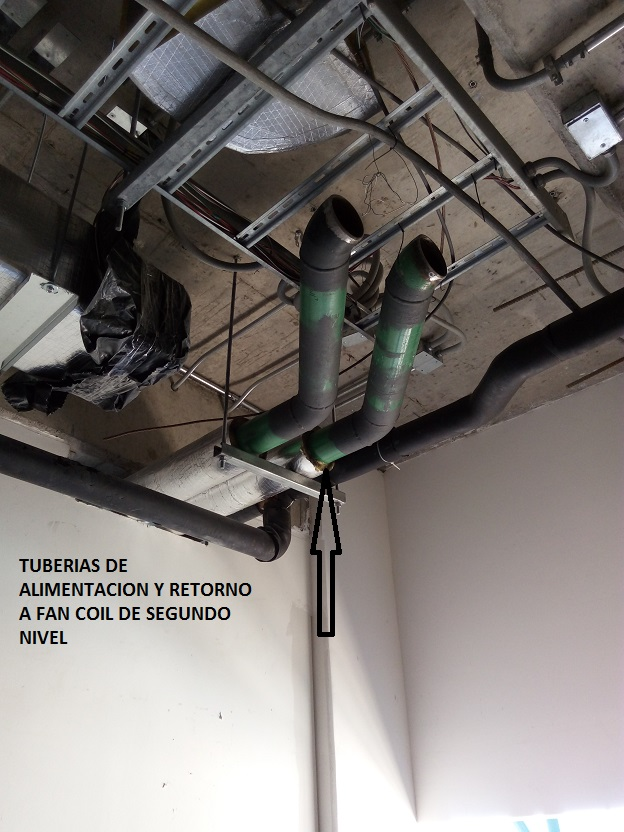 TUBERIAS DE
ALIMENTACION Y RETORNO
A FAN COIL DE SEGUNDO
NIVEL